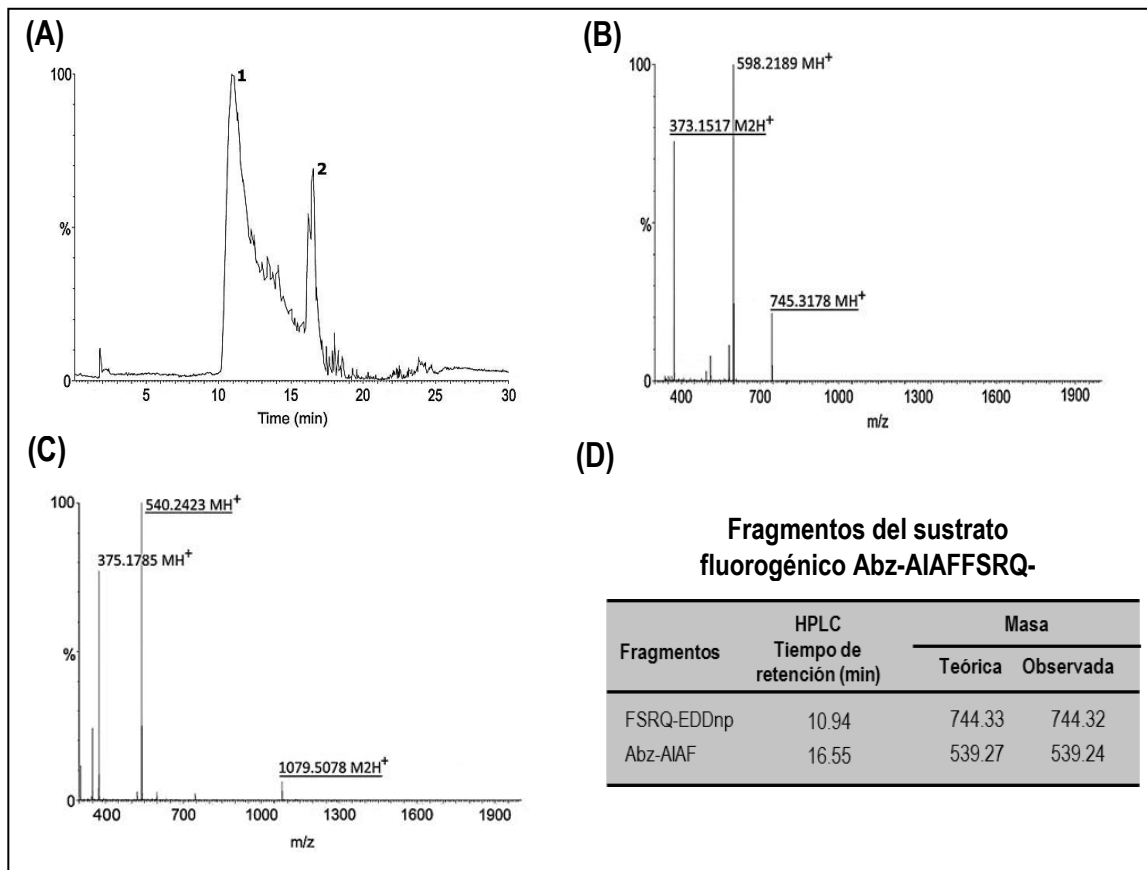 (A)
100
%
0
1
2
5
10
15
20
25
30
Time (min)
(B)
100
%
0
598.2189 MH+
373.1517 M2H+
745.3178 MH+
400
700
1000
1300
1600
1900
m/z
(C)
100
%
0
540.2423 MH+
375.1785 MH+
1079.5078 M2H+
400
700
1000
1300
1600
1900
m/z
(D)
Fragmentos del sustrato
fluorogénico Abz-AIAFFSRQ-
Fragmentos
HPLC
Tiempo de
retención (min)
Masa
Teórica Observada
FSRQ-EDDnp 10.94 744.33 744.32
Abz-AIAF 16.55 539.27 539.24